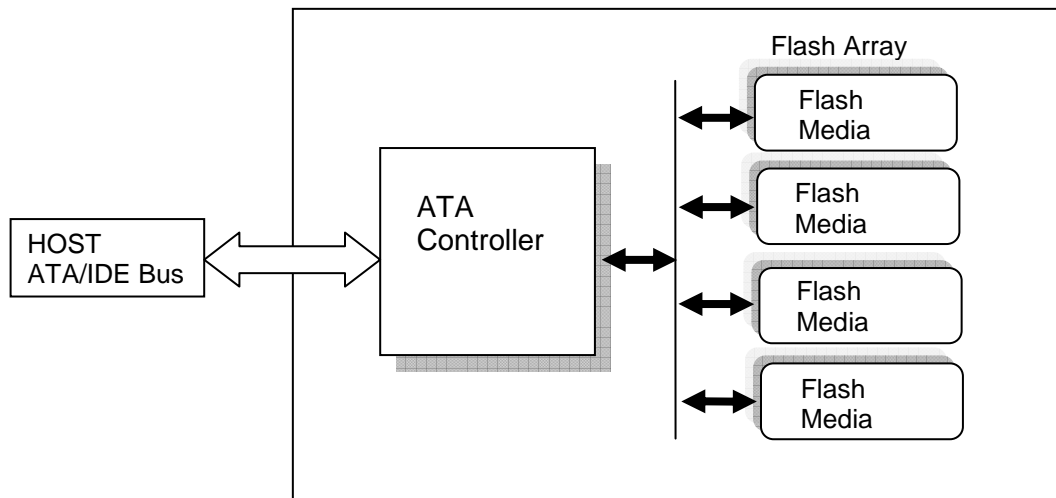 Flash Array
Flash
Media
Flash
Media
Flash
Media
Flash
Media
ATA
Controller
HOST
ATA/IDE Bus